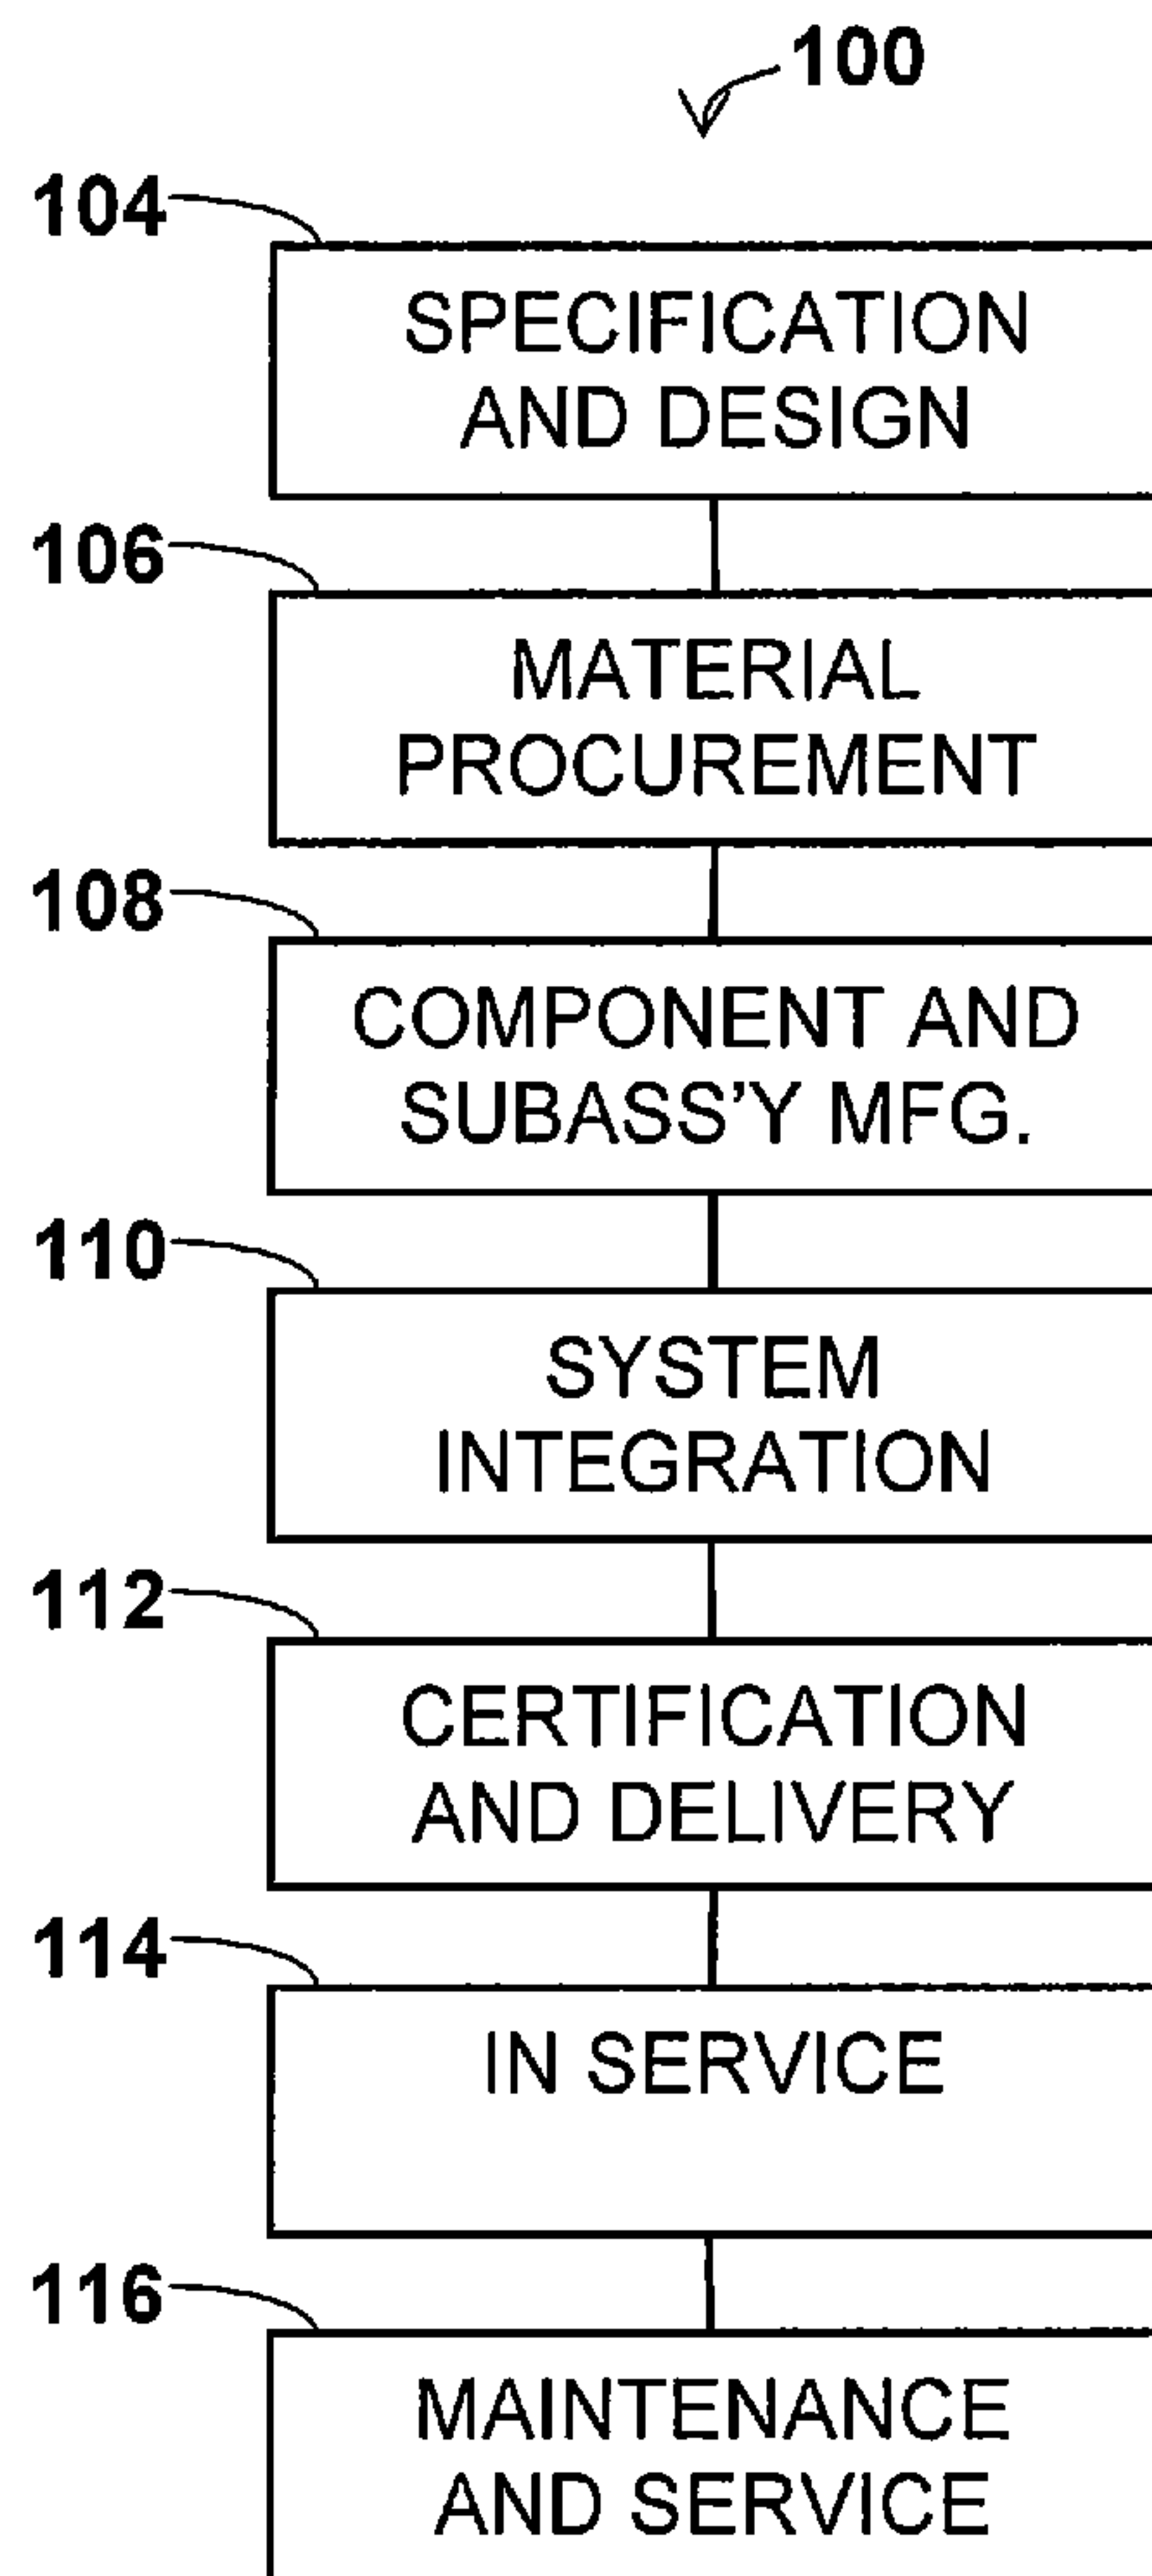 100
104
SPECIFICATION
AND DESIGN
106
MATERIAL
PROCUREMENT
108
COMPONENT AND
SUBASS’Y MFG.
110
SYSTEM
INTEGRATION
112
CERTIFICATION
AND DELIVERY
114
IN SERVICE
116
MAINTENANCE
AND SERVICE